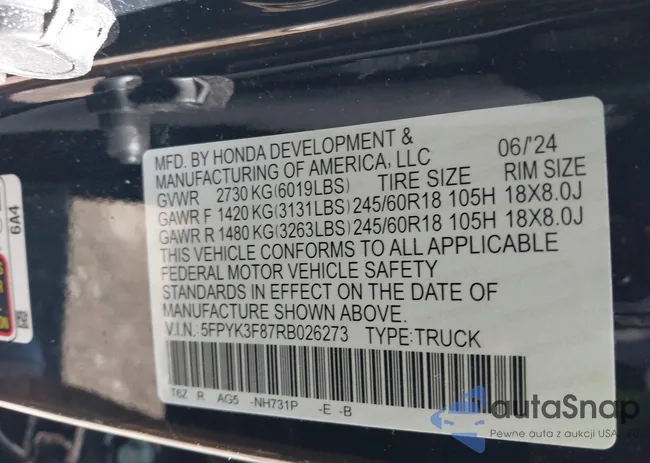 MFD. BY HONDA DEVELOPMENT & 06/'24
MANUFACTURING OF AMERICA, LLC
GVWR 2730 KG(6019LBS) TIRE SIZE RIM SIZE
GAWR F 1420 KG(3131LBS) 245/60R18 105H 18X8.0J
GAWR R 1480 KG(3263LBS) 245/60R18 105H 18X8.0J
THIS VEHICLE CONFORMS TO ALL APPLICABLE
FEDERAL MOTOR VEHICLE SAFETY
STANDARDS IN EFFECT ON THE DATE OF
MANUFACTURE SHOWN ABOVE.
V.I.N.: 5FPYK3F87RB026273 TYPE:TRUCK
T6Z R AG5 -NH731P -E -B
6A4
autaSnap
Pewne auta z aukcji USA